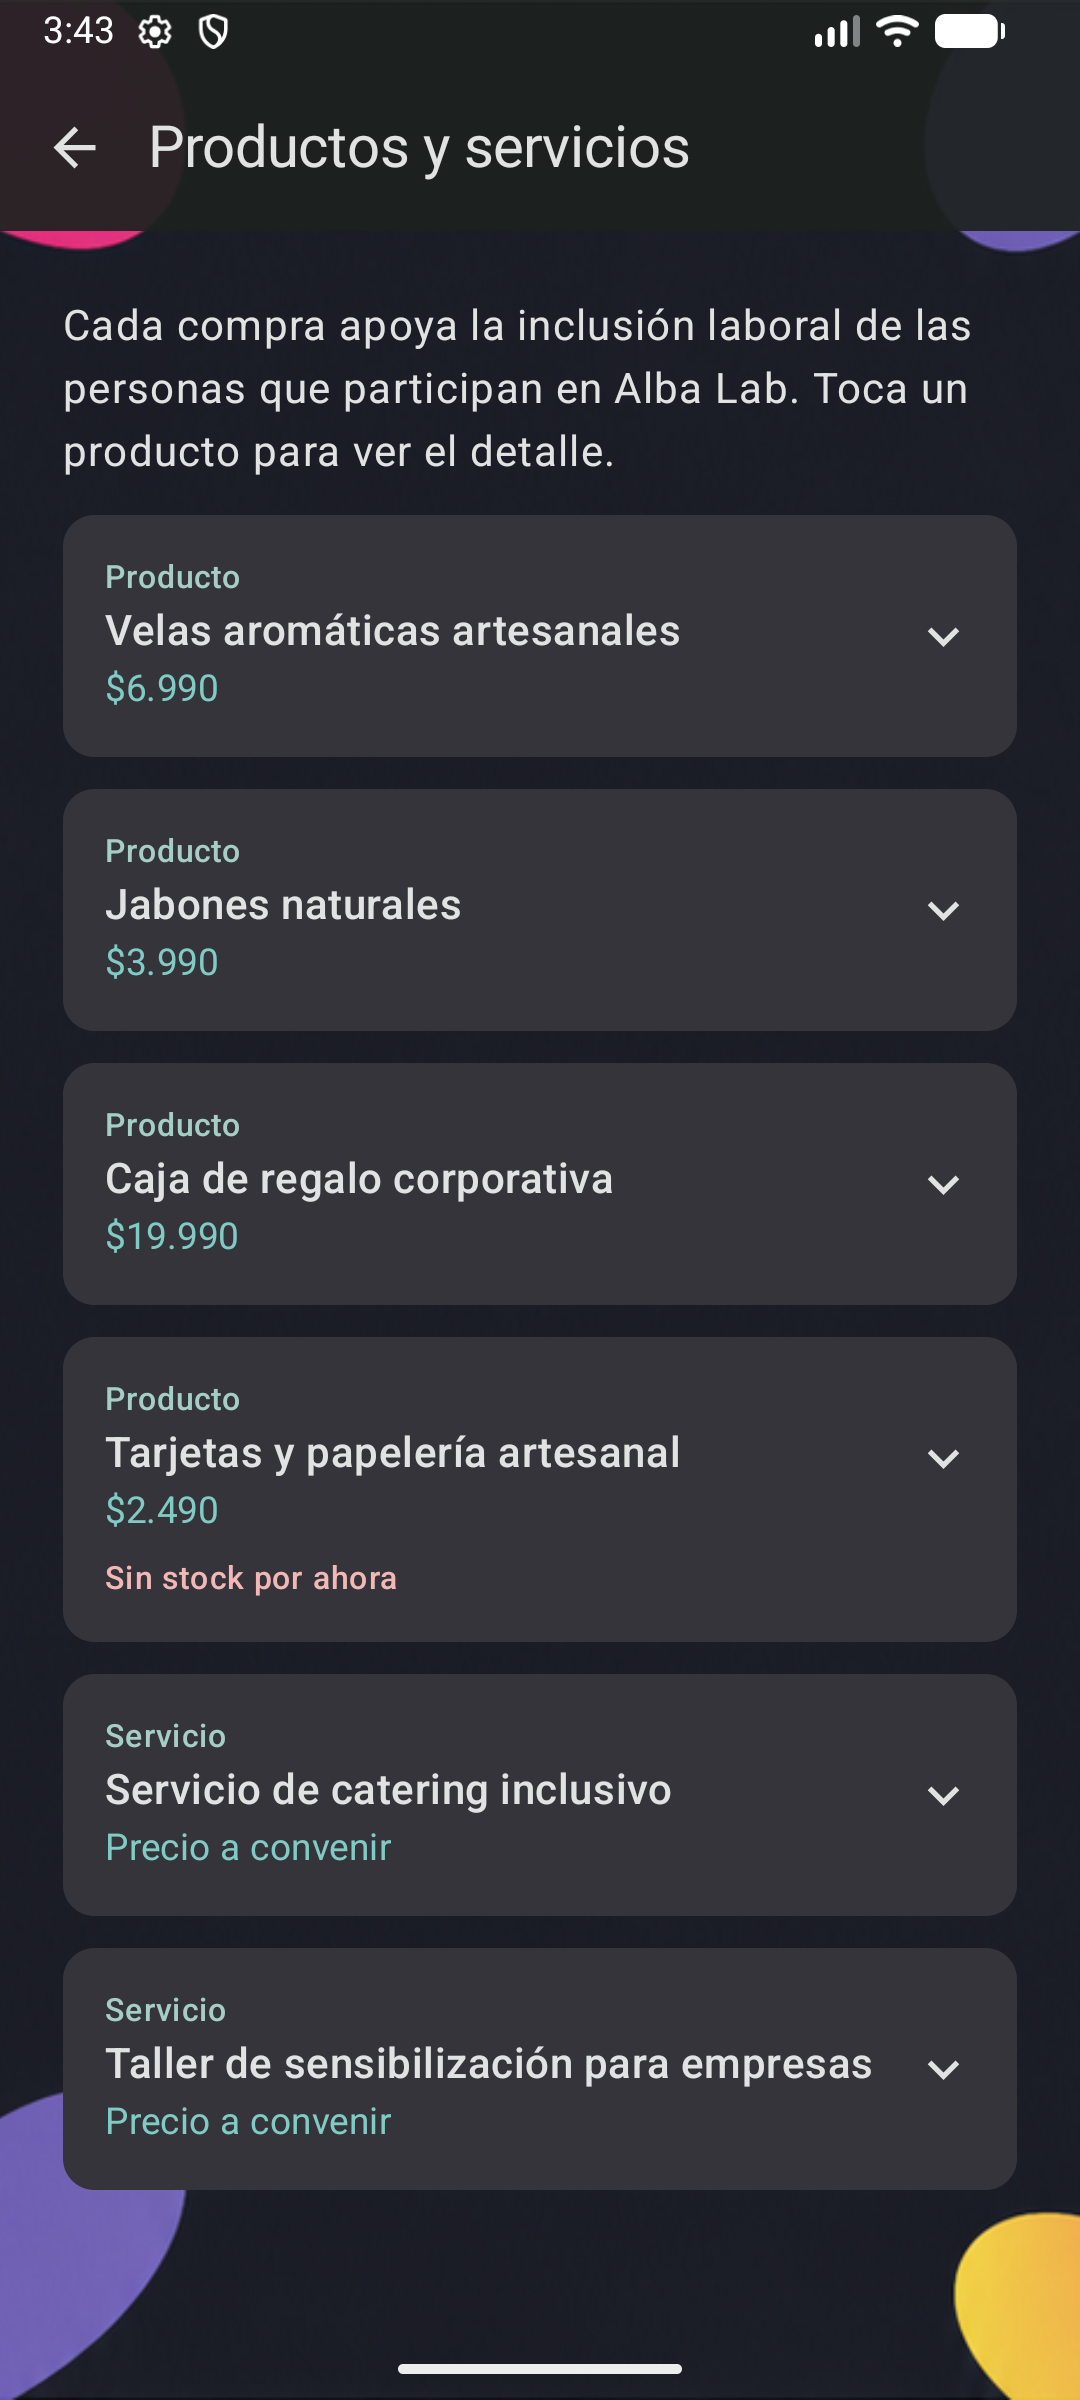 3:43
Productos y servicios
Cada compra apoya la inclusión laboral de las
personas que participan en Alba Lab. Toca un
producto para ver el detalle.
Producto
Velas aromáticas artesanales
$6.990
Producto
Jabones naturales
$3.990
Producto
Caja de regalo corporativa
$19.990
Producto
Tarjetas y papelería artesanal
$2.490
Sin stock por ahora
Servicio
Servicio de catering inclusivo
Precio a convenir
Servicio
Taller de sensibilización para empresas
Precio a convenir